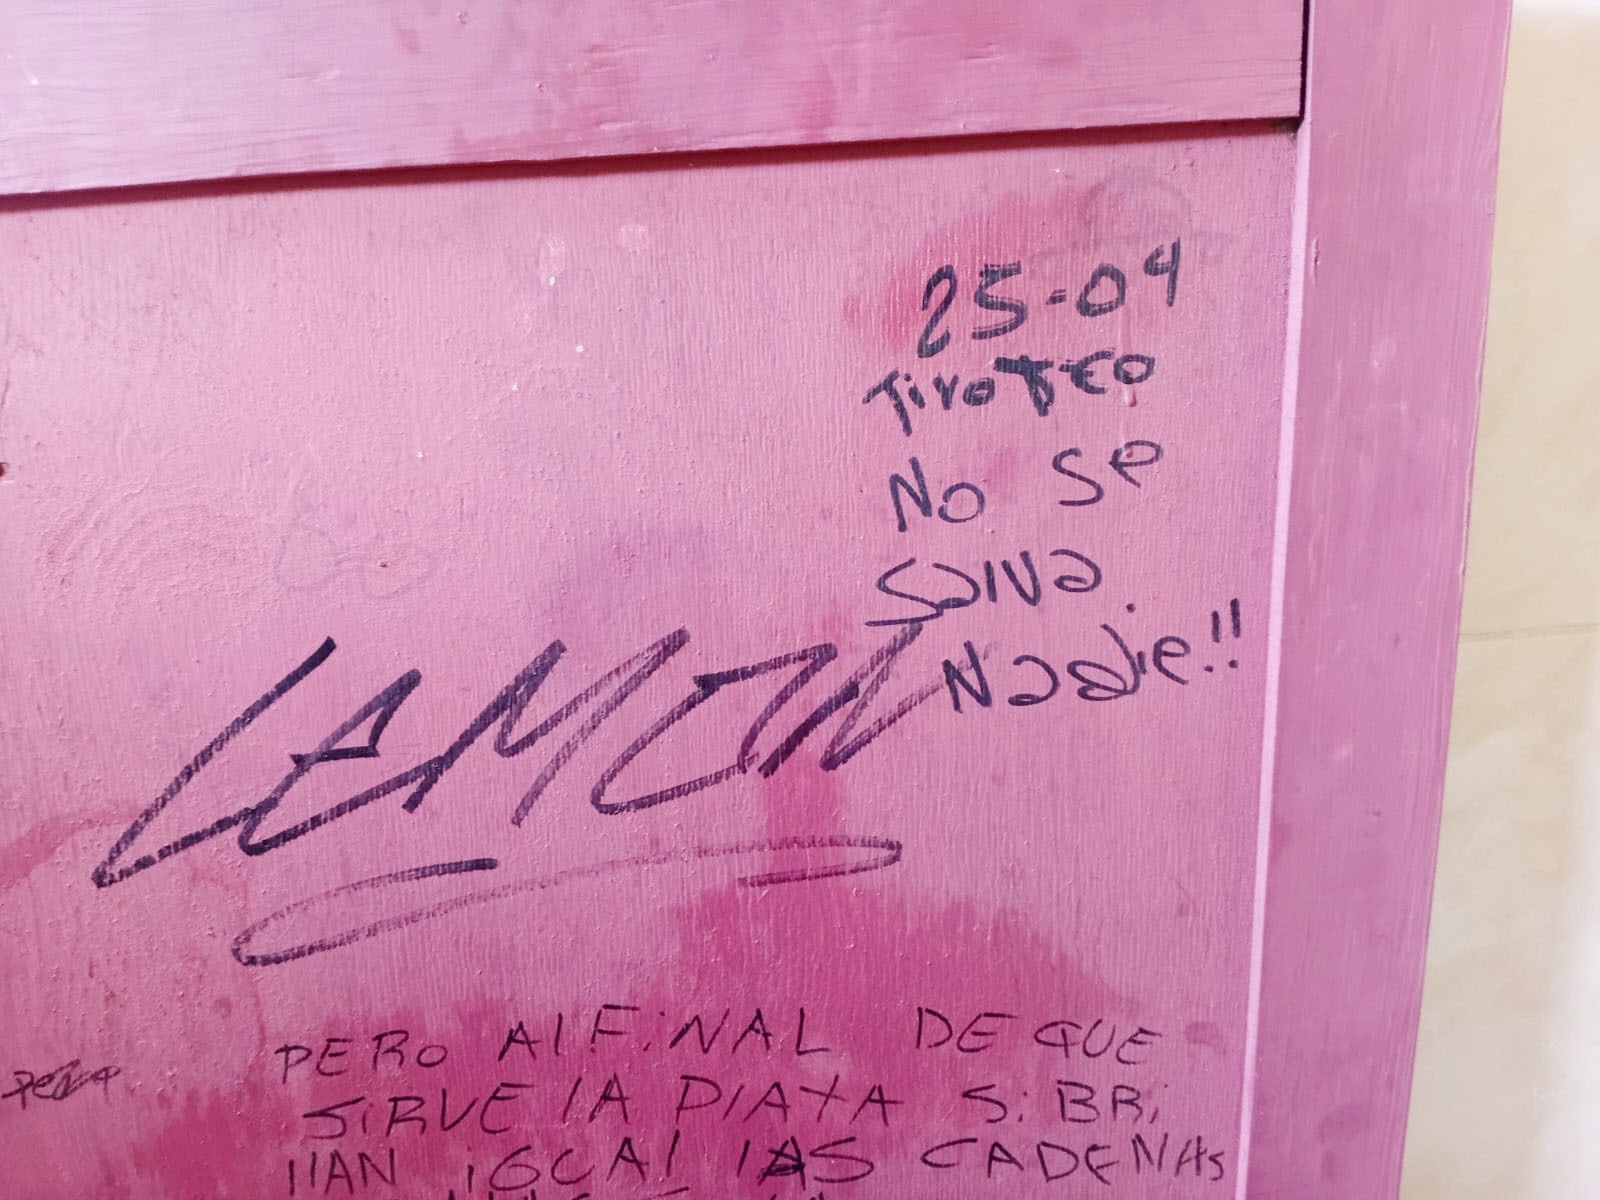 25-04
Tiroteo
No se
salva
Nadie!!
PERO AlFiNAL DE QUE
SiRVE lA PlATA Si BRi
llAN iGUAl lAS CADENAS